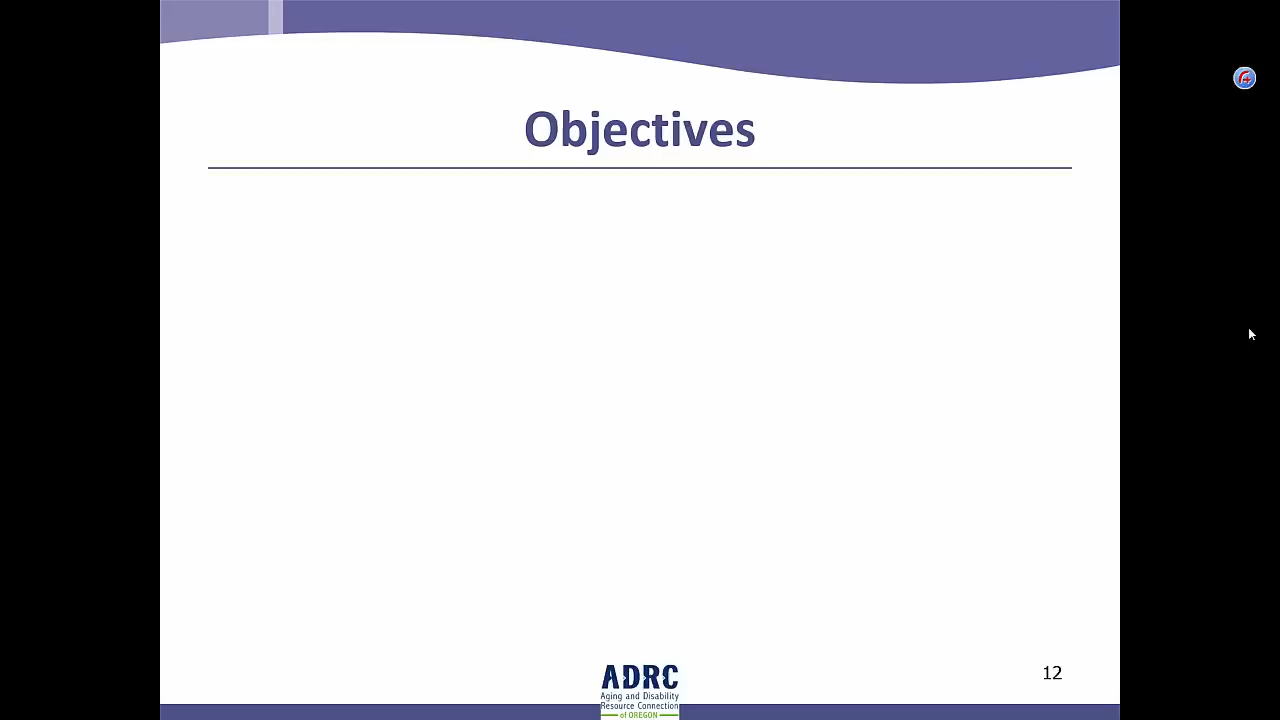 Objectives
12
ADRC
Aging and Disability
Resource Connection
of OREGON